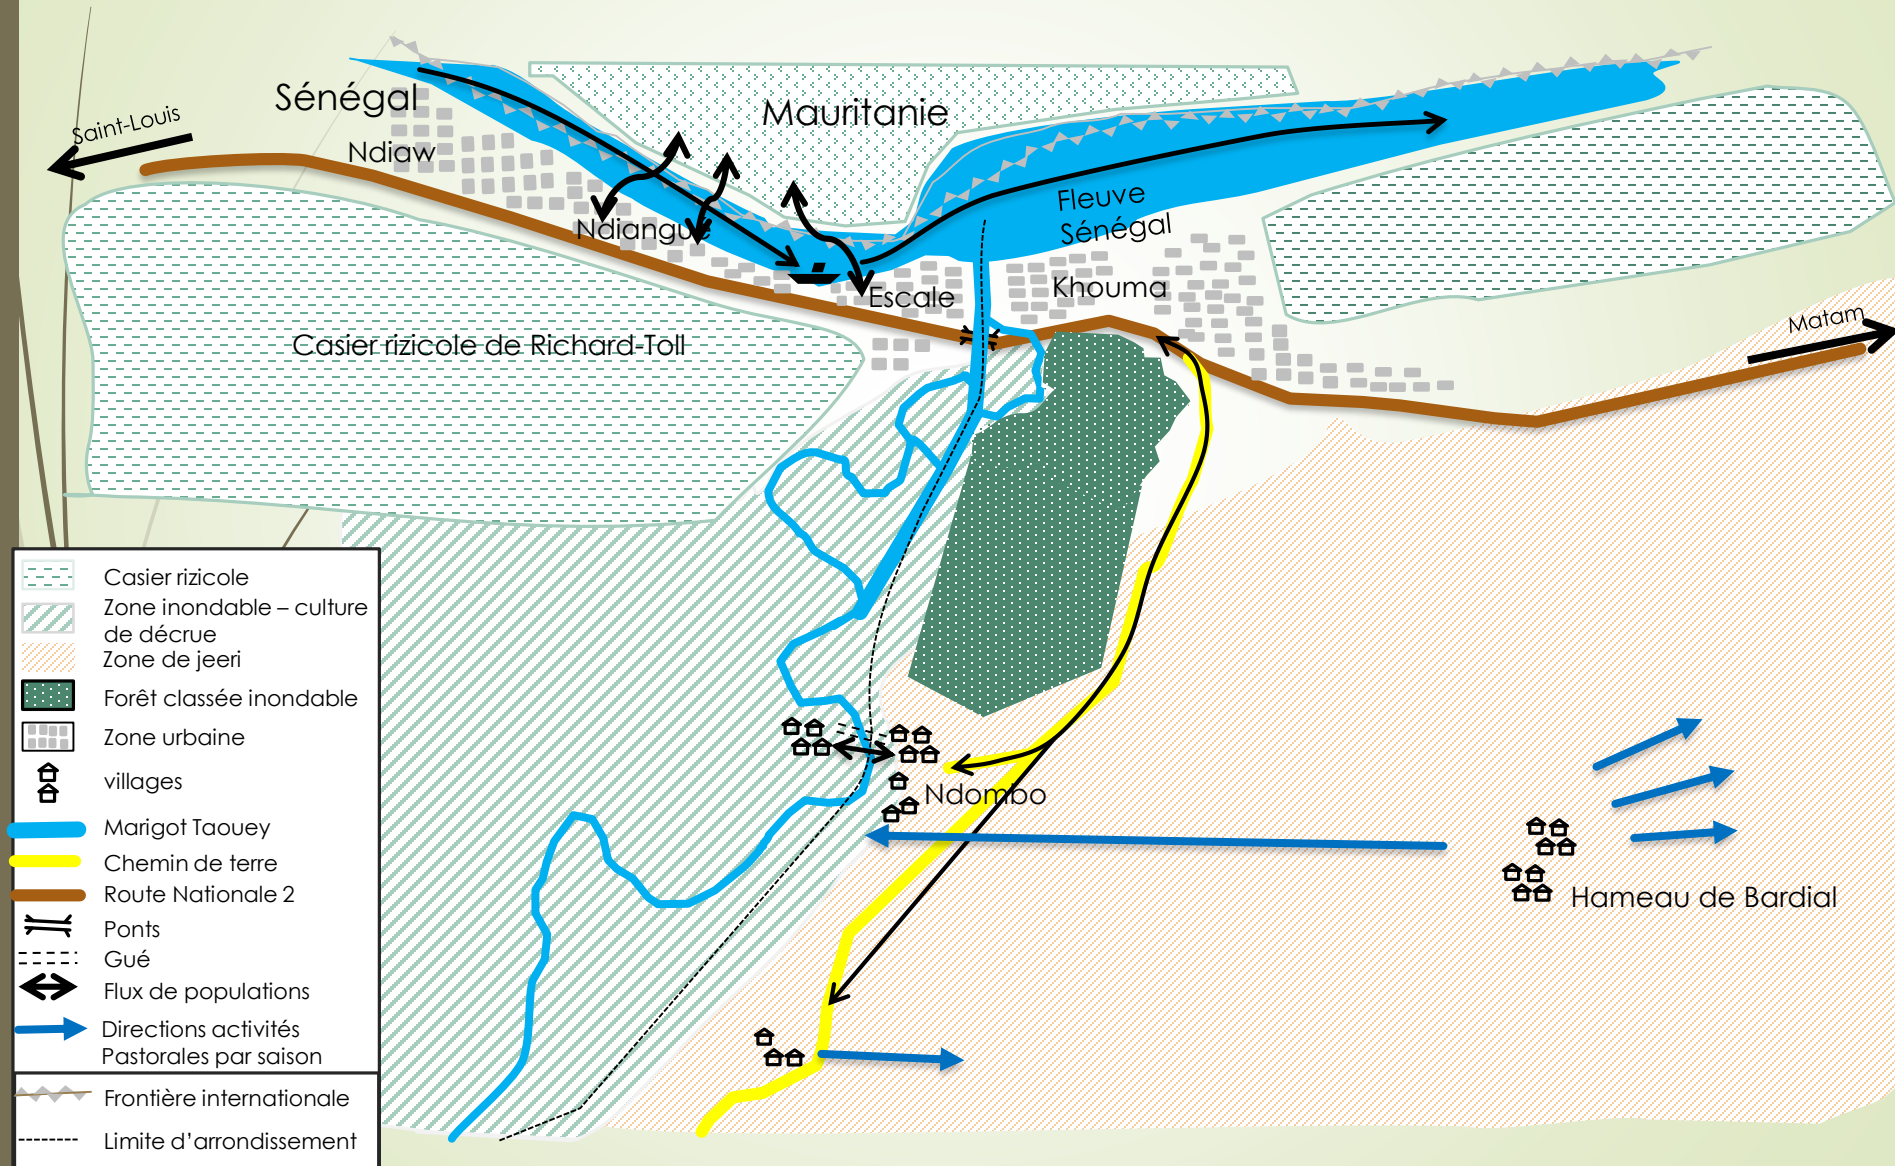 Sénégal
Mauritanie
Saint-Louis
Ndiaw
Fleuve
Sénégal
Ndiangue
Escale
Khouma
Matam
Casier rizicole de Richard-Toll
Ndombo
Hameau de Bardial
Casier rizicole
Zone inondable – culture
de décrue
Zone de jeeri
Forêt classée inondable
Zone urbaine
villages
Marigot Taouey
Chemin de terre
Route Nationale 2
Ponts
Gué
Flux de populations
Directions activités
Pastorales par saison
Frontière internationale
Limite d’arrondissement